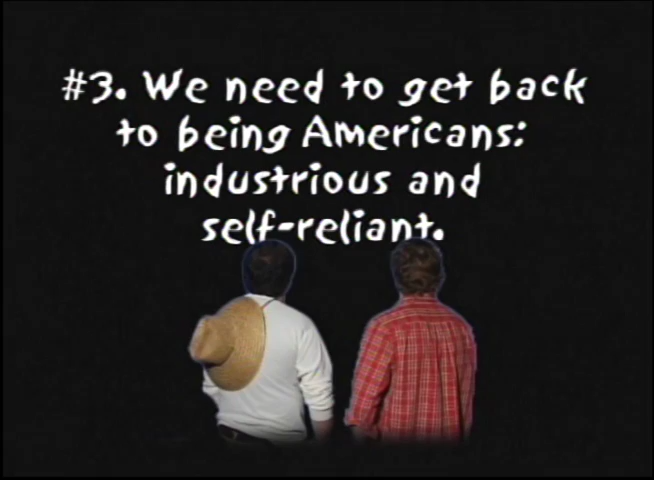 #3. We need to get back
to being Americans:
industrious and
self-reliant.